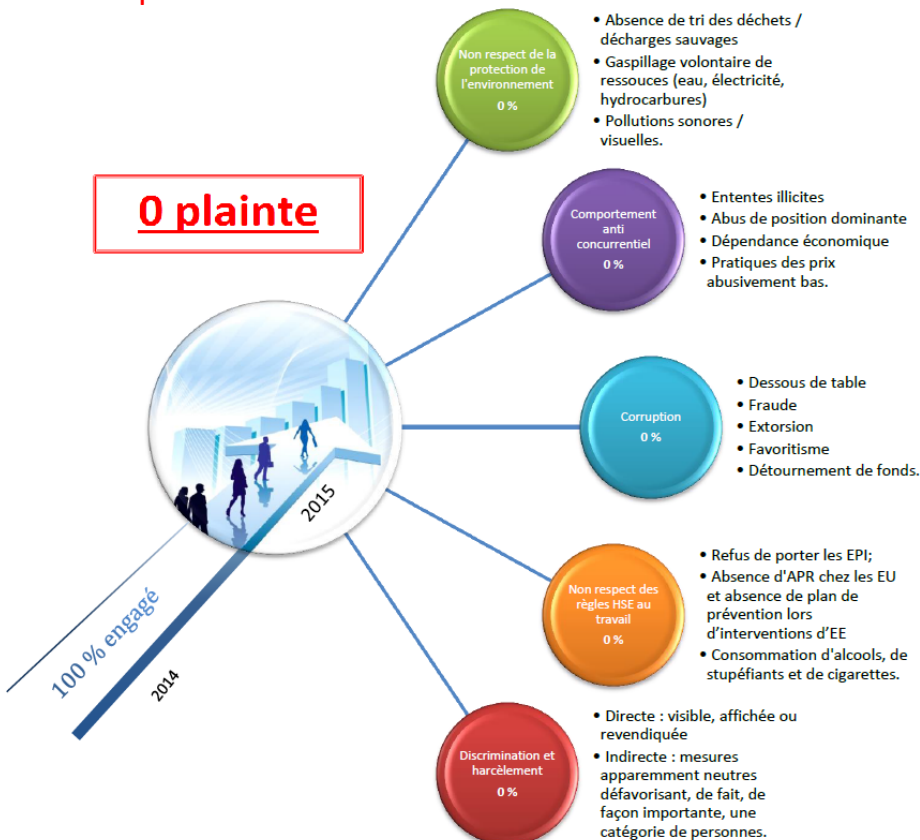 Non respect de la
protection de
l'environnement
0 %
• Absence de tri des déchets /
décharges sauvages
• Gaspillage volontaire de
ressouces (eau, électricité,
hydrocarbures)
• Pollutions sonores /
visuelles.
0 plainte
Comportement
anti
concurrentiel
0 %
• Ententes illicites
• Abus de position dominante
• Dépendance économique
• Pratiques des prix
abusivement bas.
Corruption
0 %
• Dessous de table
• Fraude
• Extorsion
• Favoritisme
• Détournement de fonds.
2015
100 % engagé
2014
Non respect des
règles HSE au
travail
0 %
• Refus de porter les EPI;
• Absence d'APR chez les EU
et absence de plan de
prévention lors
d'interventions d'EE
• Consommation d'alcools, de
stupéfiants et de cigarettes.
Discrimination et
harcèlement
0 %
• Directe : visible, affichée ou
revendiquée
• Indirecte : mesures
apparemment neutres
défavorisant, de fait, de
façon importante, une
catégorie de personnes.